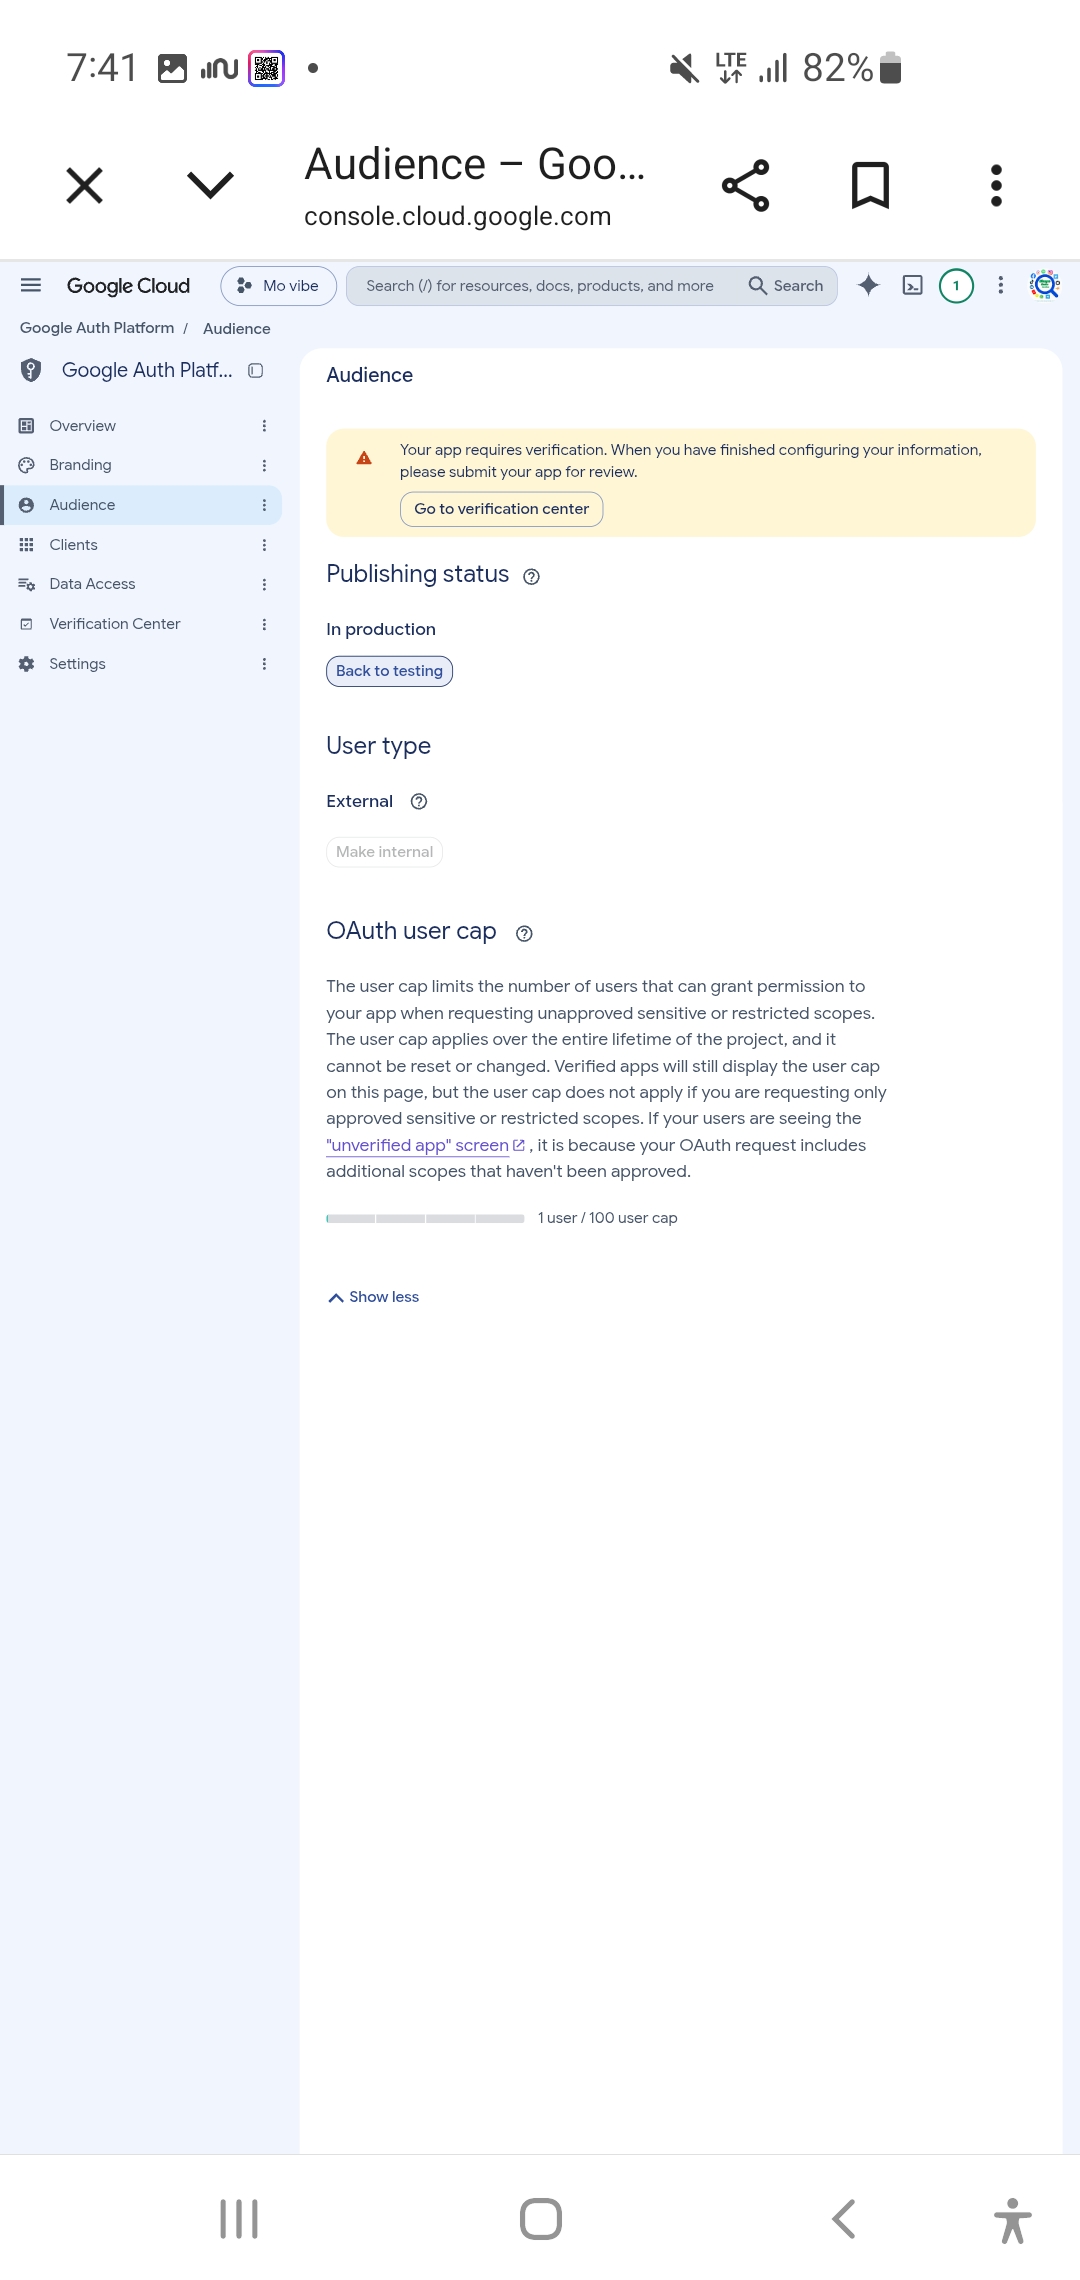 7:41
LTE
82%
Audience – Goo...
console.cloud.google.com
Google Cloud
Mo vibe
Search (/) for resources, docs, products, and more
Search
1
Google Auth Platform / Audience
Google Auth Platf...
Overview
Branding
Audience
Clients
Data Access
Verification Center
Settings
Audience
Your app requires verification. When you have finished configuring your information,
please submit your app for review.
Go to verification center
Publishing status
In production
Back to testing
User type
External
Make internal
OAuth user cap
The user cap limits the number of users that can grant permission to
your app when requesting unapproved sensitive or restricted scopes.
The user cap applies over the entire lifetime of the project, and it
cannot be reset or changed. Verified apps will still display the user cap
on this page, but the user cap does not apply if you are requesting only
approved sensitive or restricted scopes. If your users are seeing the
"unverified app" screen , it is because your OAuth request includes
additional scopes that haven't been approved.
1 user / 100 user cap
Show less